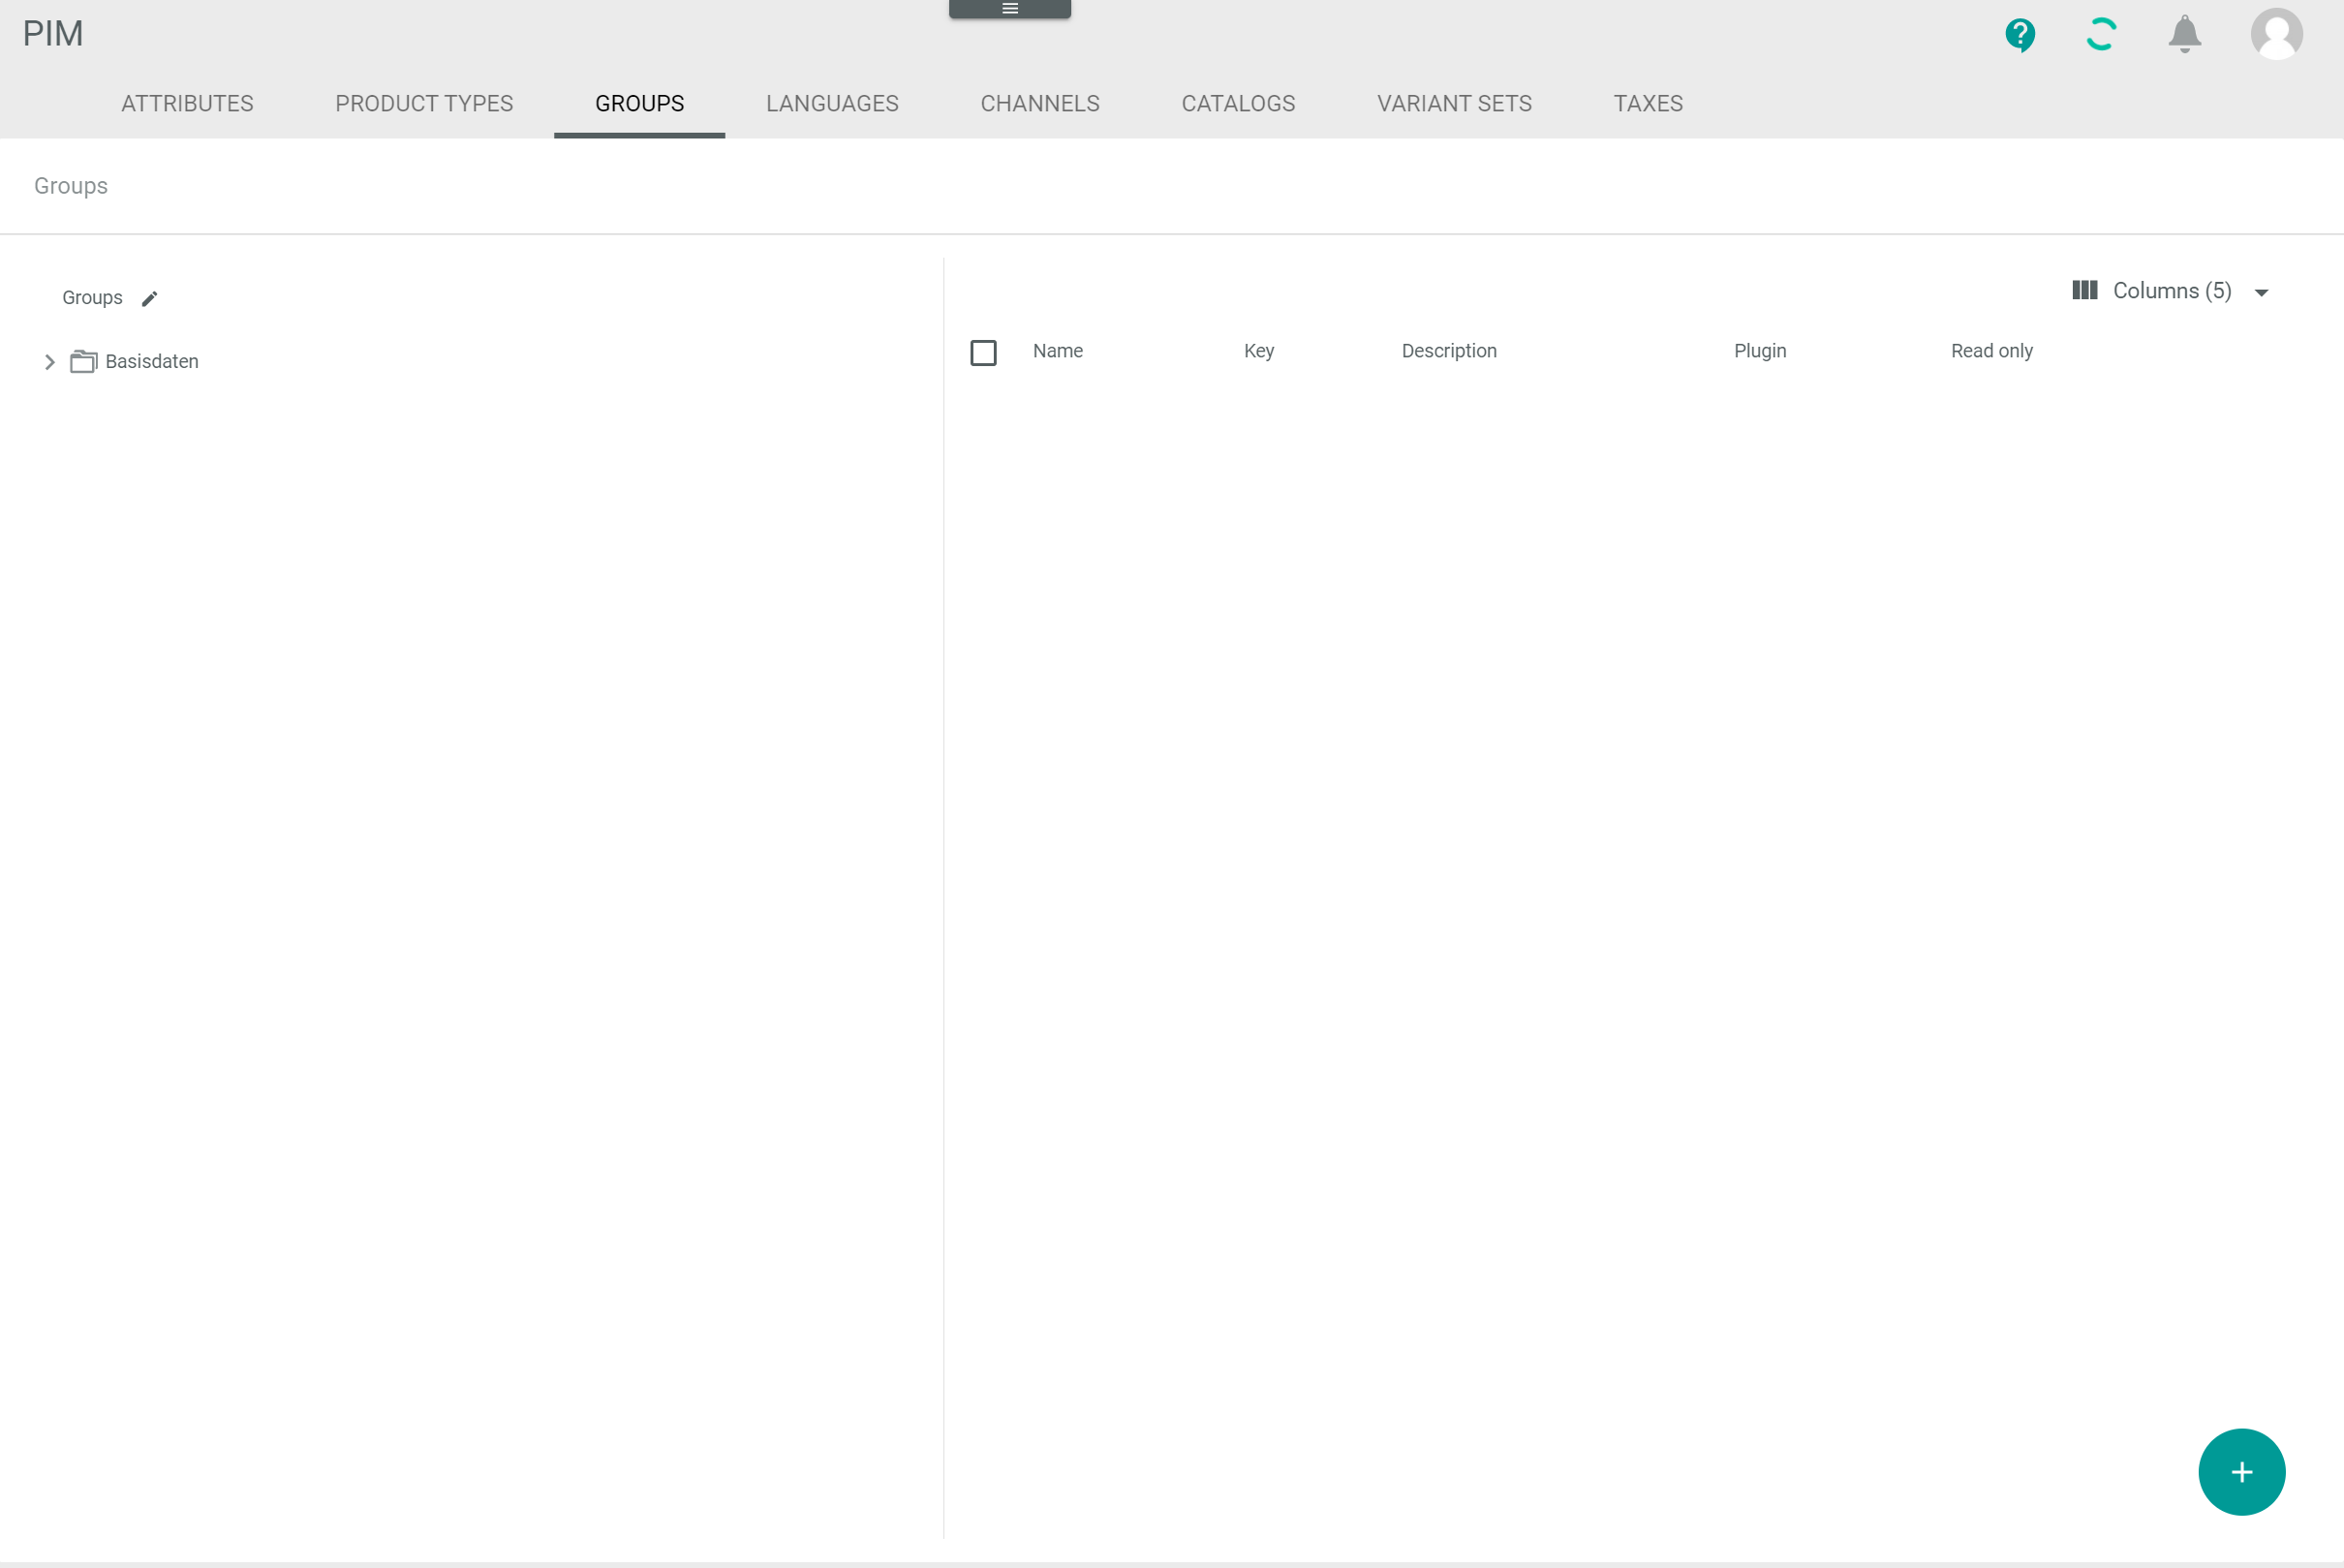 PIM
ATTRIBUTES PRODUCT TYPES GROUPS LANGUAGES CHANNELS CATALOGS VARIANT SETS TAXES
Groups
Groups
Basisdaten
Columns (5)
Name Key Description Plugin Read only